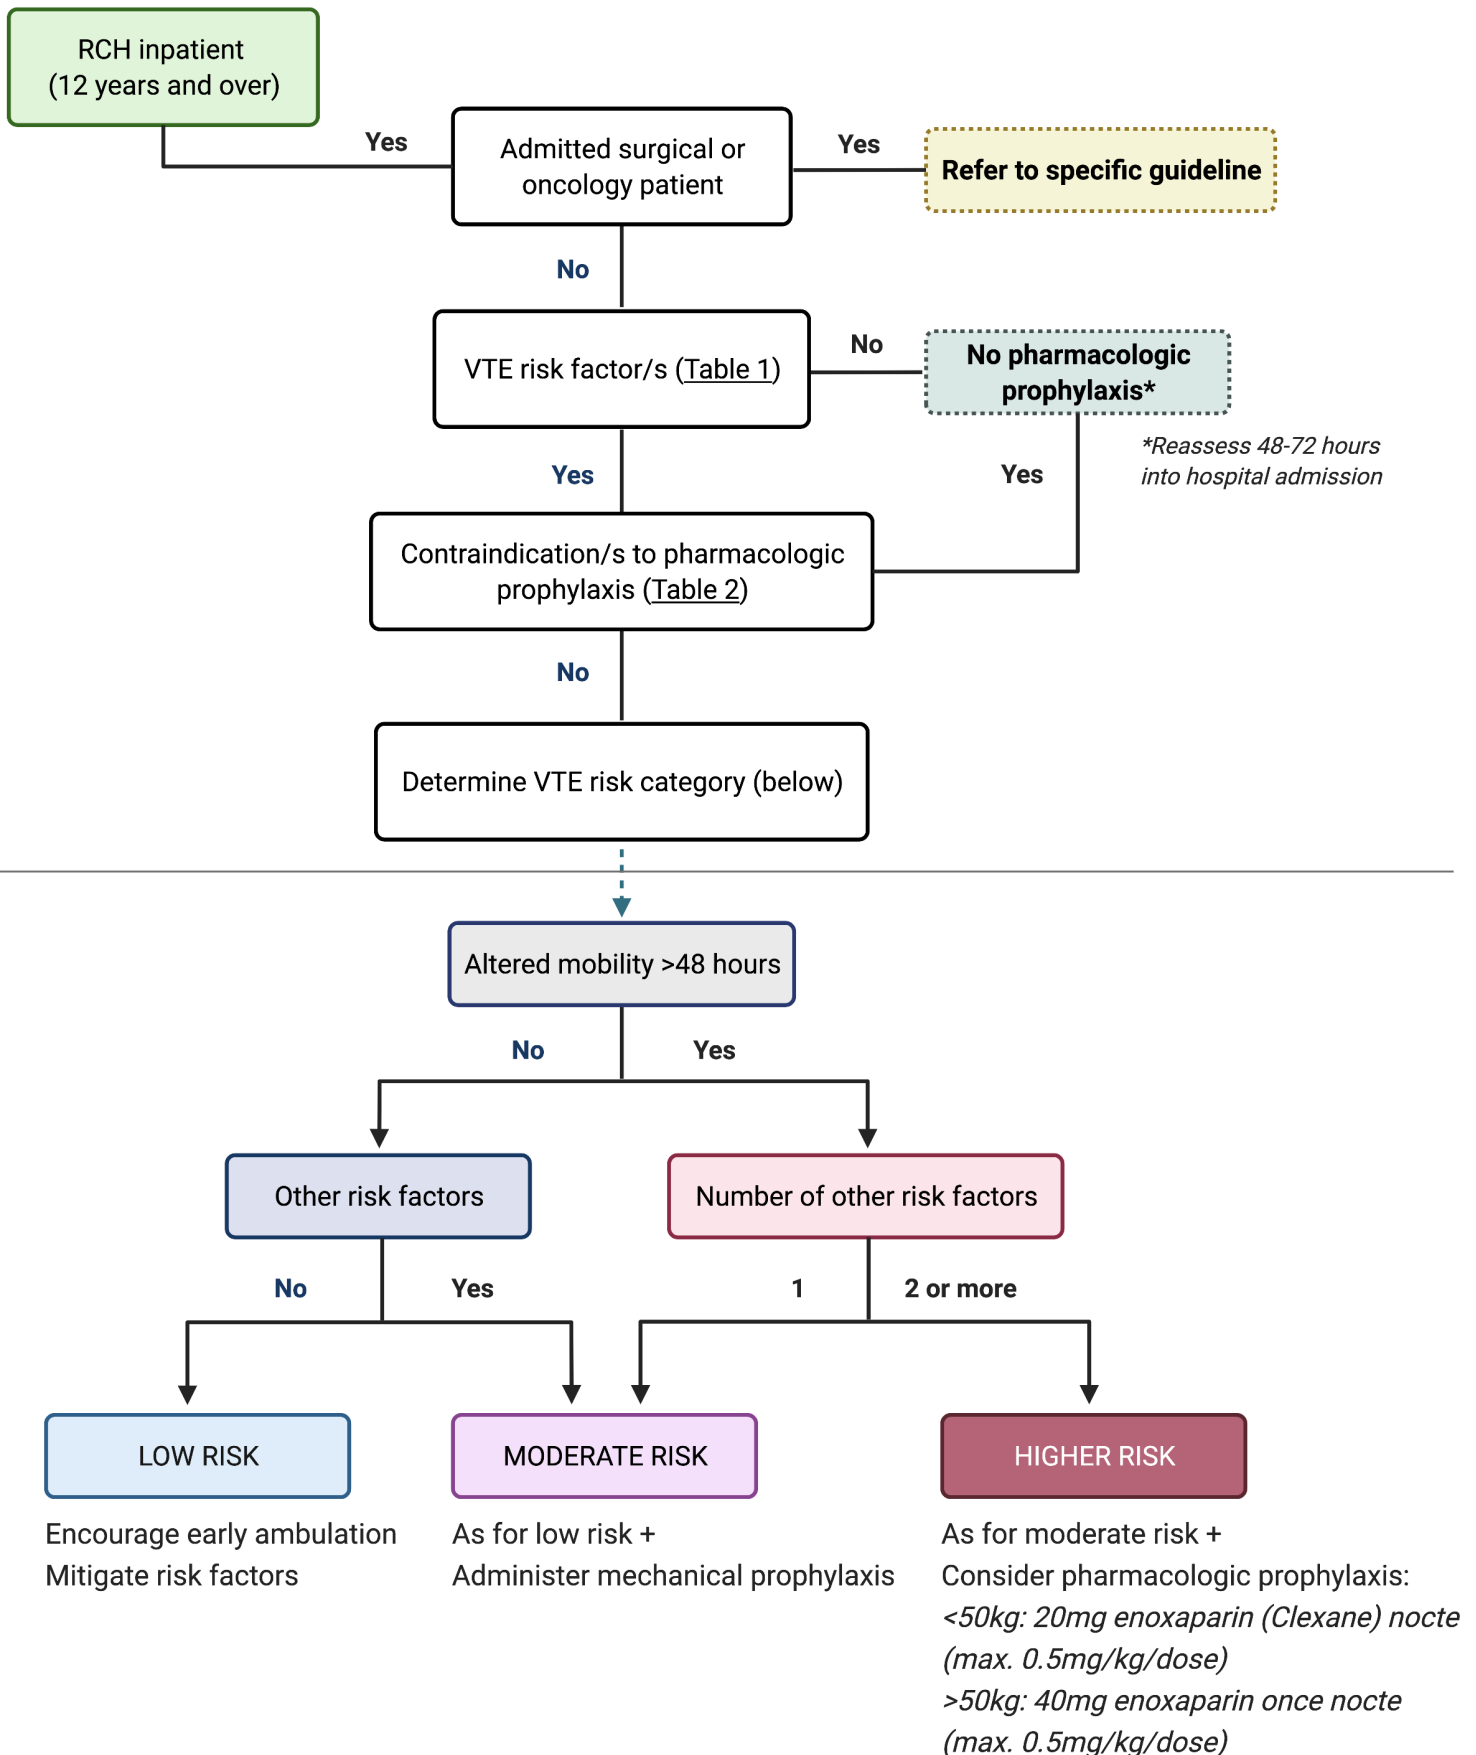 RCH inpatient
(12 years and over)
Yes
Admitted surgical or
oncology patient
Yes
Refer to specific guideline
No
VTE risk factor/s (Table 1)
No
No pharmacologic
prophylaxis*
*Reassess 48-72 hours
into hospital admission
Yes
Yes
Contraindication/s to pharmacologic
prophylaxis (Table 2)
No
Determine VTE risk category (below)
Altered mobility >48 hours
No
Yes
Other risk factors
Number of other risk factors
No
Yes
1
2 or more
LOW RISK
Encourage early ambulation
Mitigate risk factors
MODERATE RISK
As for low risk +
Administer mechanical prophylaxis
HIGHER RISK
As for moderate risk +
Consider pharmacologic prophylaxis:
<50kg: 20mg enoxaparin (Clexane) nocte
(max. 0.5mg/kg/dose)
>50kg: 40mg enoxaparin once nocte
(max. 0.5mg/kg/dose)